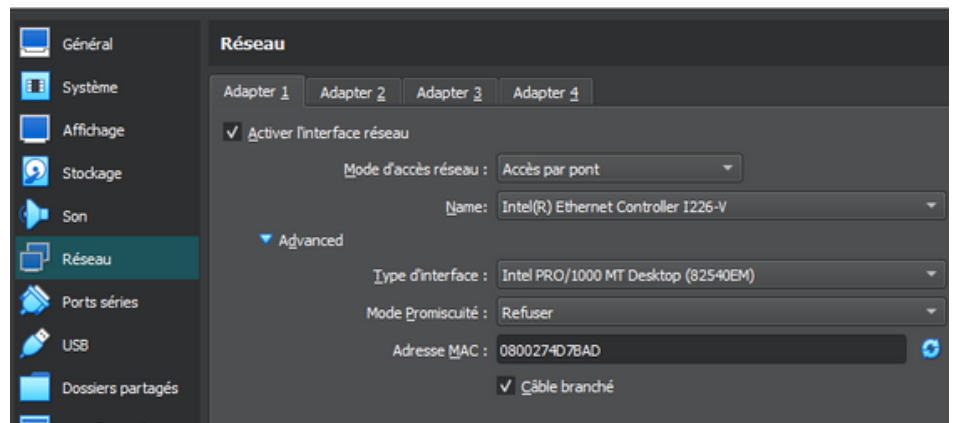 Général
Système
Affichage
Stockage
Son
Réseau
Ports séries
USB
Dossiers partagés
Réseau
Adapter 1 Adapter 2 Adapter 3 Adapter 4
Activer l'interface réseau
Mode d'accès réseau : Accès par pont
Name: Intel(R) Ethernet Controller I226-V
Advanced
Type d'interface : Intel PRO/1000 MT Desktop (82540EM)
Mode Promiscuité : Refuser
Adresse MAC : 0800274D7BAD
Câble branché